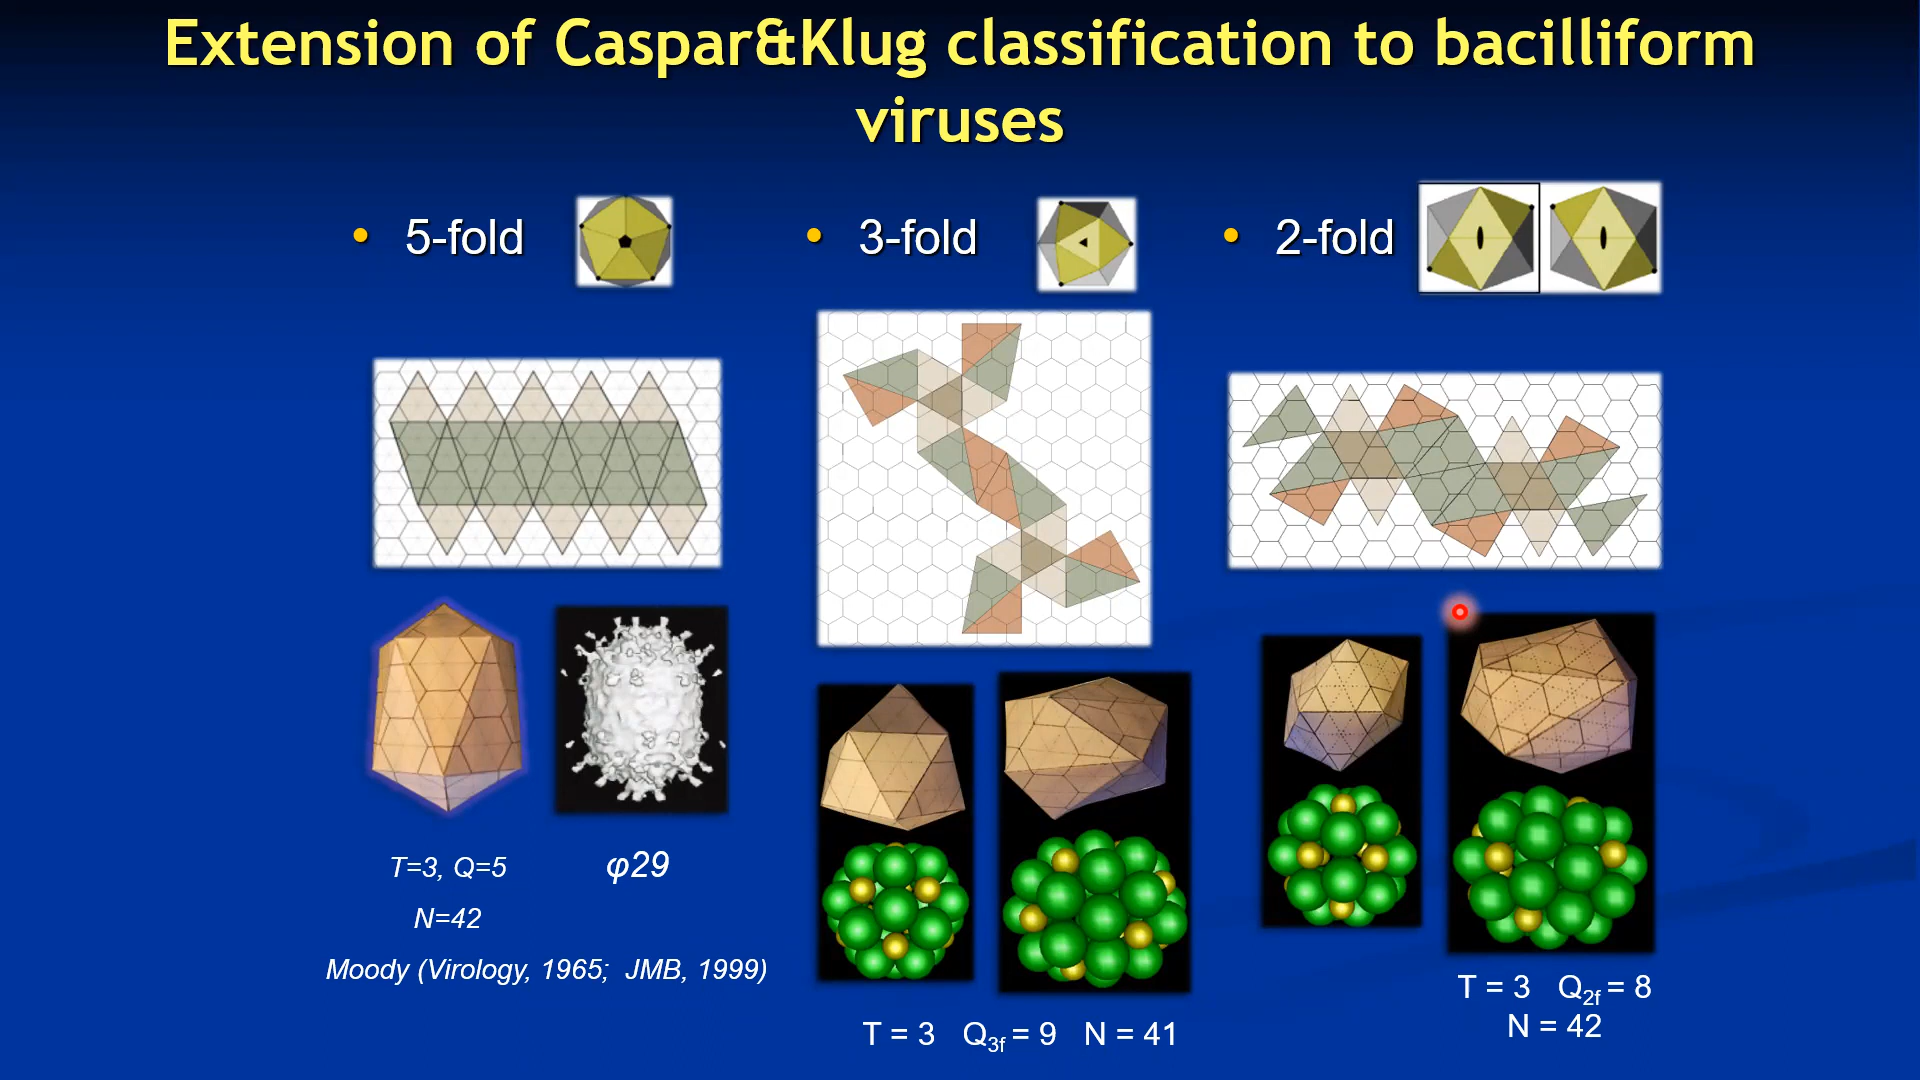 Extension of Caspar&Klug classification to bacilliform
viruses
• 5-fold
• 3-fold
• 2-fold
T=3, Q=5
φ29
N=42
Moody (Virology, 1965; JMB, 1999)
T = 3 Q3f = 9 N = 41
T = 3 Q2f = 8
N = 42